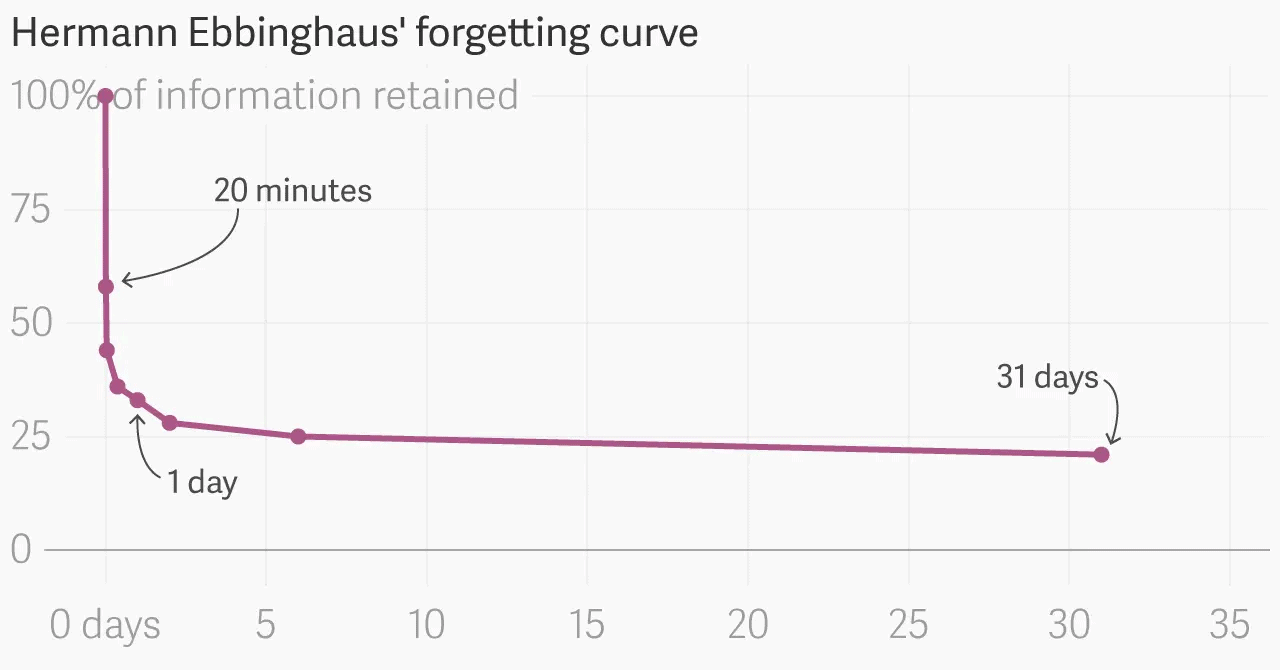 Hermann Ebbinghaus' forgetting curve
100% of information retained
20 minutes
75
50
31 days
25
1 day
0
0 days 5 10 15 20 25 30 35